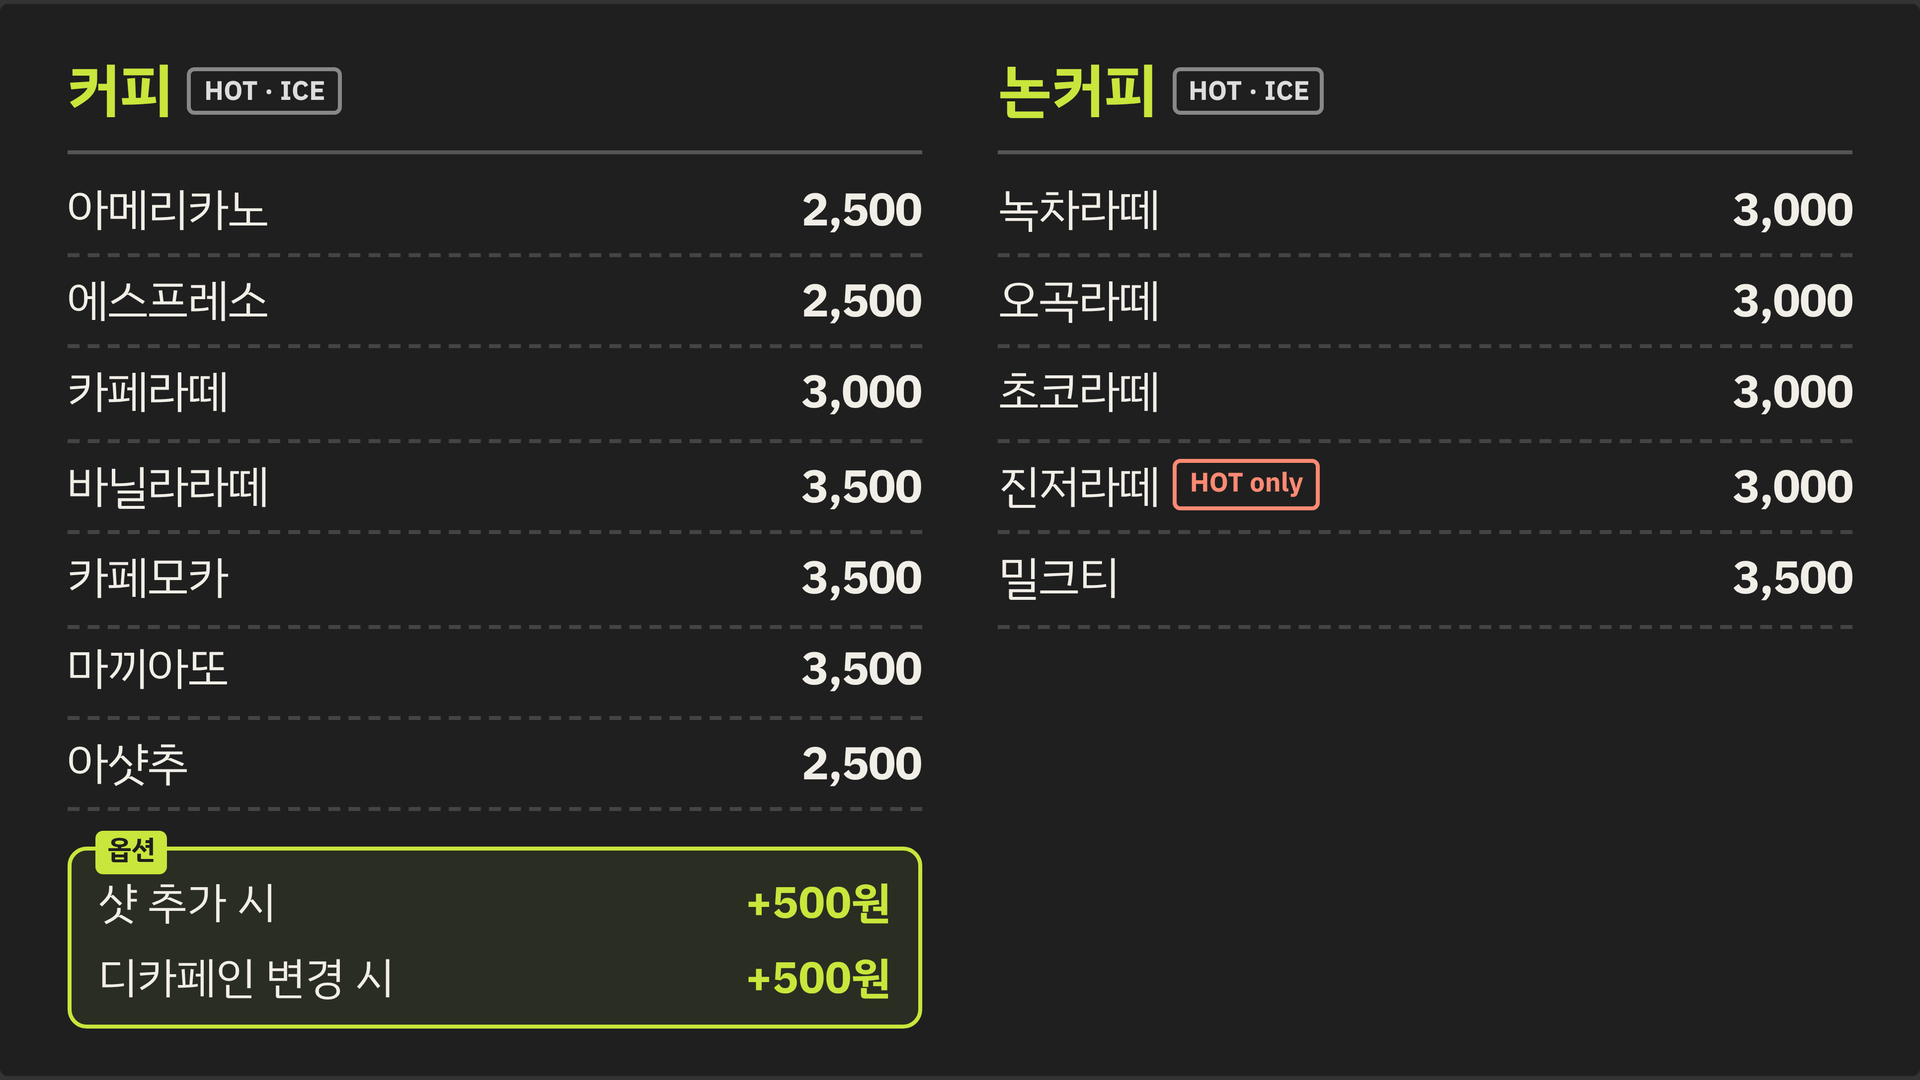 커피 HOT · ICE
아메리카노 2,500
에스프레소 2,500
카페라떼 3,000
바닐라라떼 3,500
카페모카 3,500
마끼아또 3,500
아샷추 2,500
옵션
샷 추가 시 +500원
디카페인 변경 시 +500원
논커피 HOT · ICE
녹차라떼 3,000
오곡라떼 3,000
초코라떼 3,000
진저라떼 HOT only 3,000
밀크티 3,500